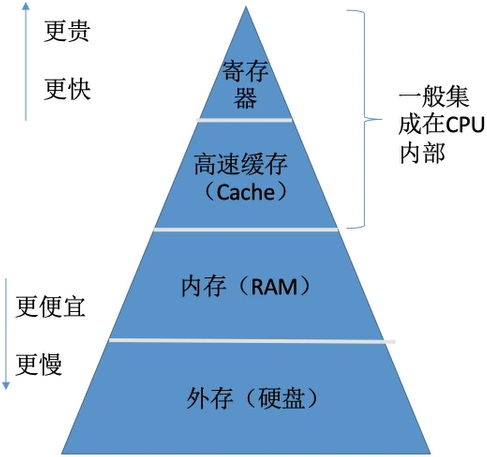 更贵
更快
寄存
器
一般集
成在CPU
内部
高速缓存
（Cache）
内存（RAM）
更便宜
更慢
外存（硬盘）